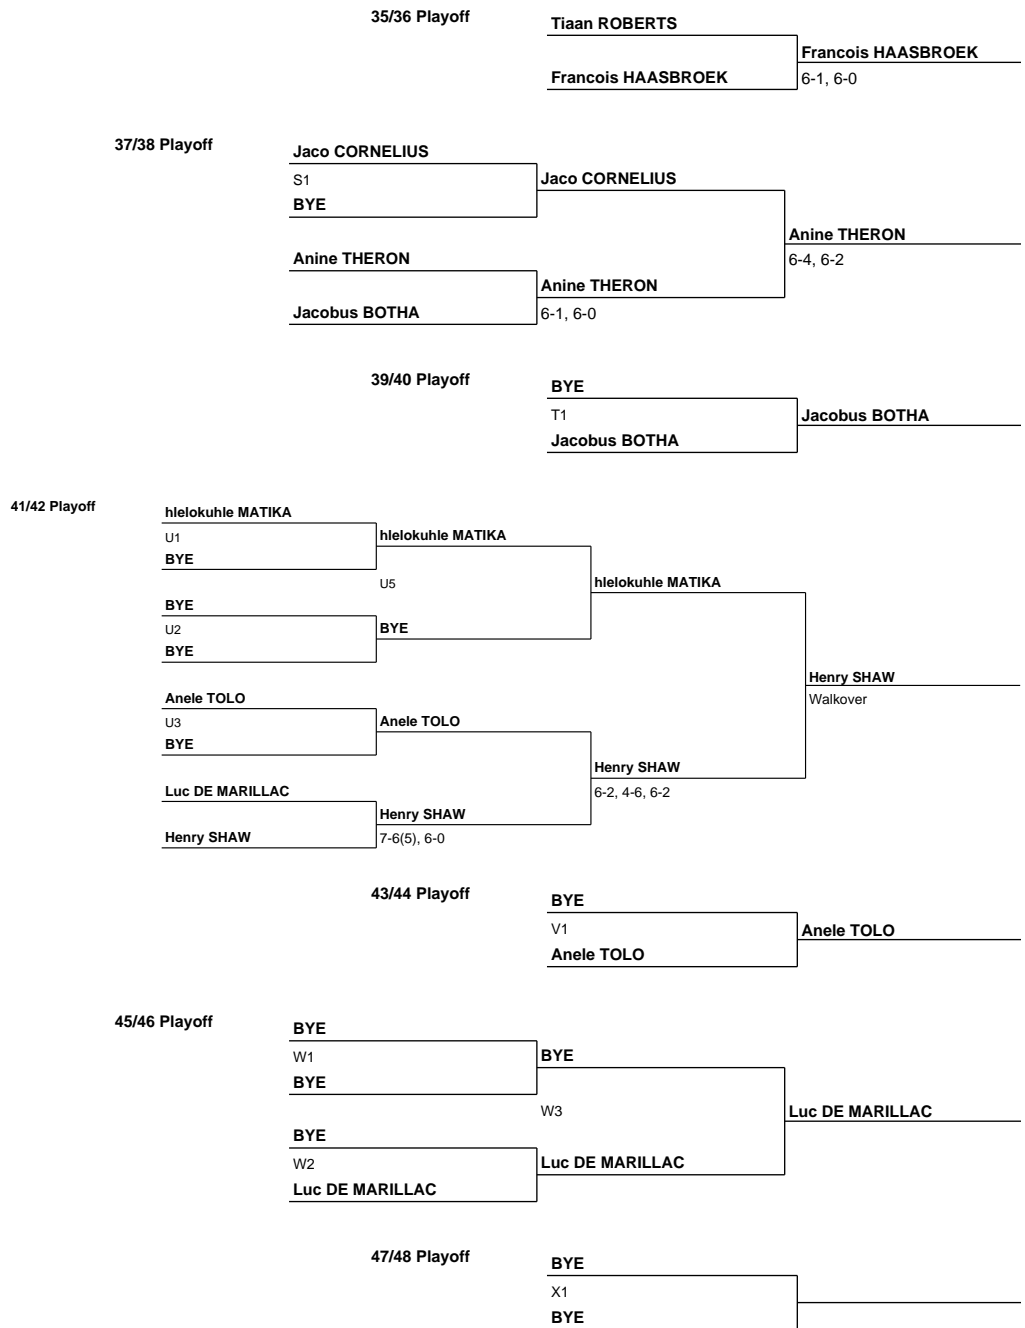 35/36 Playoff
Tiaan ROBERTS
Francois HAASBROEK
Francois HAASBROEK
6-1, 6-0
37/38 Playoff
Jaco CORNELIUS
S1
BYE
Jaco CORNELIUS
Anine THERON
Jacobus BOTHA
Anine THERON
6-1, 6-0
Anine THERON
6-4, 6-2
39/40 Playoff
BYE
T1
Jacobus BOTHA
Jacobus BOTHA
41/42 Playoff
hlelokuhle MATIKA
U1
BYE
hlelokuhle MATIKA
U5
BYE
U2
BYE
BYE
hlelokuhle MATIKA
Anele TOLO
U3
BYE
Anele TOLO
Luc DE MARILLAC
Henry SHAW
Henry SHAW
7-6(5), 6-0
Henry SHAW
6-2, 4-6, 6-2
Henry SHAW
Walkover
43/44 Playoff
BYE
V1
Anele TOLO
Anele TOLO
45/46 Playoff
BYE
W1
BYE
BYE
W3
BYE
W2
Luc DE MARILLAC
Luc DE MARILLAC
Luc DE MARILLAC
47/48 Playoff
BYE
X1
BYE